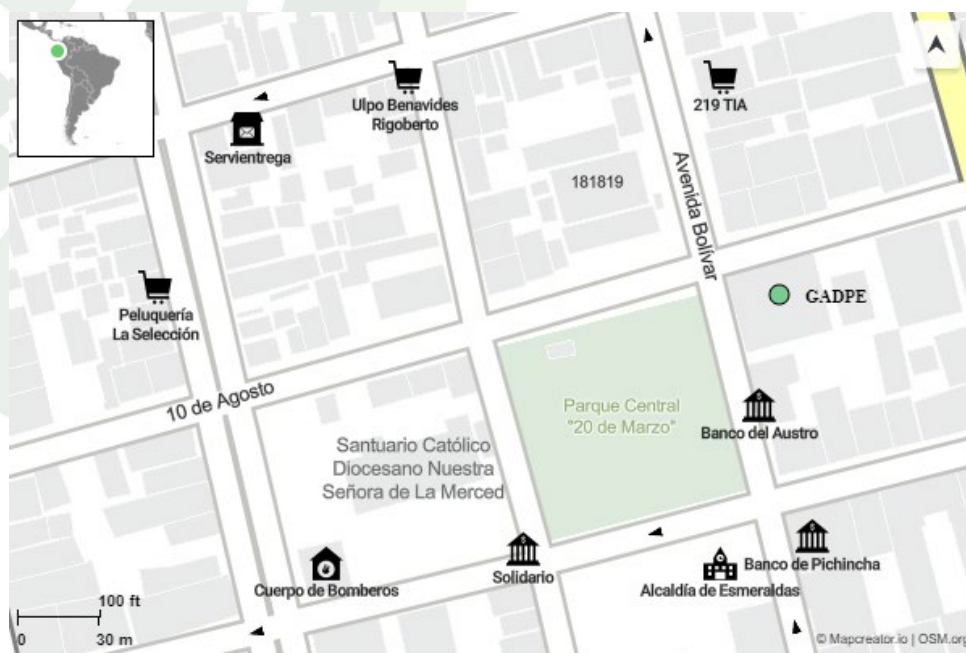 Ulpo Benavides
Rigoberto
219 TIA
Servientrega
181819
Avenida Bolívar
Peluquería
La Selección
GADPE
10 de Agosto
Parque Central
"20 de Marzo"
Banco del Austro
Santuario Católico
Diocesano Nuestra
Señora de La Merced
Cuerpo de Bomberos
Solidario
Alcaldía de Esmeraldas
Banco de Pichincha
100 ft
0
30 m
© Mapcreator.io | OSM.org